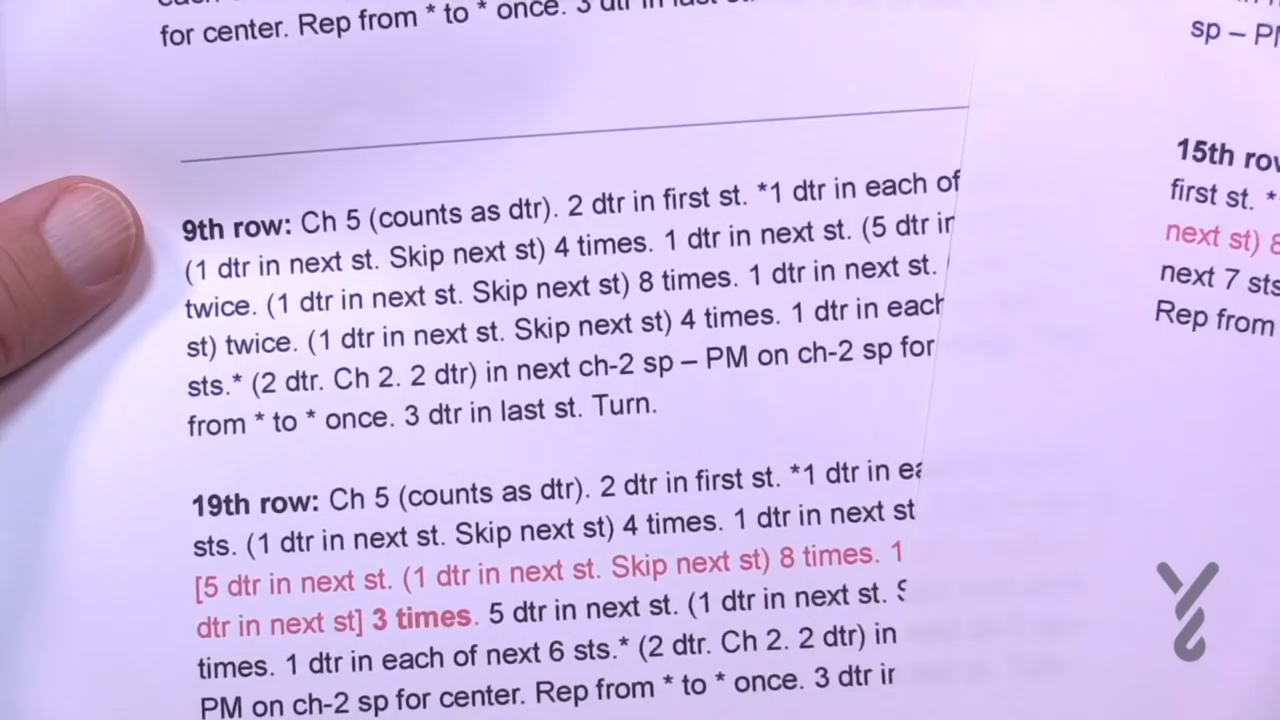 for center. Rep from * to * once. 3 dtr in last
9th row: Ch 5 (counts as dtr). 2 dtr in first st. *1 dtr in each of
(1 dtr in next st. Skip next st) 4 times. 1 dtr in next st. (5 dtr in
twice. (1 dtr in next st. Skip next st) 8 times. 1 dtr in next st.
st) twice. (1 dtr in next st. Skip next st) 4 times. 1 dtr in each
sts.* (2 dtr. Ch 2. 2 dtr) in next ch-2 sp – PM on ch-2 sp for
from * to * once. 3 dtr in last st. Turn.
19th row: Ch 5 (counts as dtr). 2 dtr in first st. *1 dtr in
sts. (1 dtr in next st. Skip next st) 4 times. 1 dtr in next st
[5 dtr in next st. (1 dtr in next st. Skip next st) 8 times. 1
dtr in next st] 3 times. 5 dtr in next st. (1 dtr in next st.
times. 1 dtr in each of next 6 sts.* (2 dtr. Ch 2. 2 dtr) in
PM on ch-2 sp for center. Rep from * to * once. 3 dtr
sp –
15th row
first st. *
next st) 8
next 7 sts
Rep from